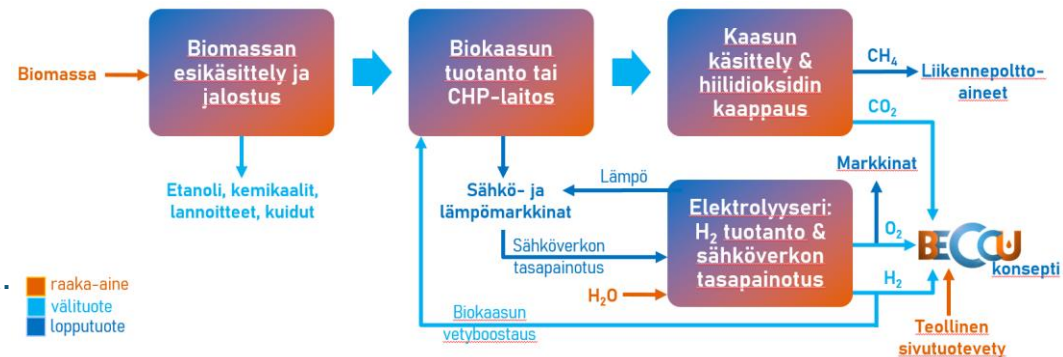 Biomassa
Biomassan
esikäsittely ja
jalostus
Etanoli, kemikaalit,
lannoitteet, kuidut
Biokaasun
tuotanto tai
CHP-laitos
Sähkö- ja
lämpömarkkinat
Kaasun
käsittely &
hiilidioksidin
kaappaus
CH₄
Liikennepoltto-
aineet
CO₂
Markkinat
Lämpö
Elektrolyyseri:
H₂ tuotanto &
sähköverkon
tasapainotus
Sähköverkon
tasapainotus
O₂
H₂
H₂O
Biokaasun
vetyboostaus
BECCU
konsepti
Teollinen
sivutuotevety
raaka-aine
välituote
lopputuote